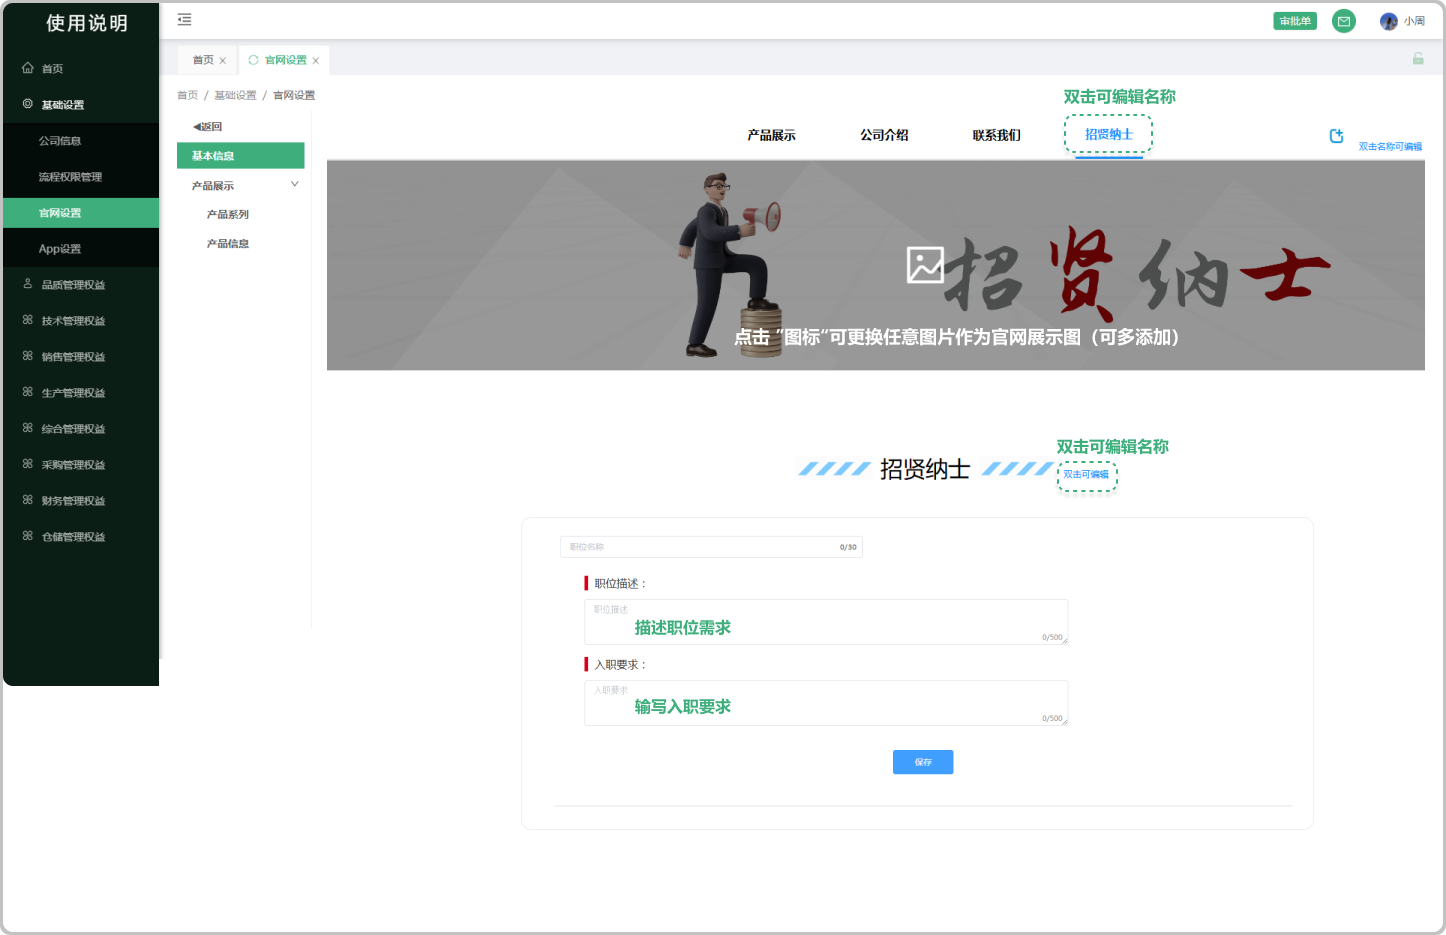 使用说明
首页
基础设置
公司信息
流程权限管理
官网设置
App设置
品质管理权益
技术管理权益
销售管理权益
生产管理权益
综合管理权益
采购管理权益
财务管理权益
仓储管理权益
审批单
小周
首页 ×
官网设置 ×
首页 / 基础设置 / 官网设置
◀返回
基本信息
产品展示
产品系列
产品信息
双击可编辑名称
产品展示
公司介绍
联系我们
招贤纳士
双击名称可编辑
招贤纳士
点击 “图标“可更换任意图片作为官网展示图（可多添加）
双击可编辑名称
招贤纳士
双击可编辑
职位名称
0/30
职位描述：
职位描述
描述职位需求
0/500
入职要求：
入职要求
输写入职要求
0/500
保存